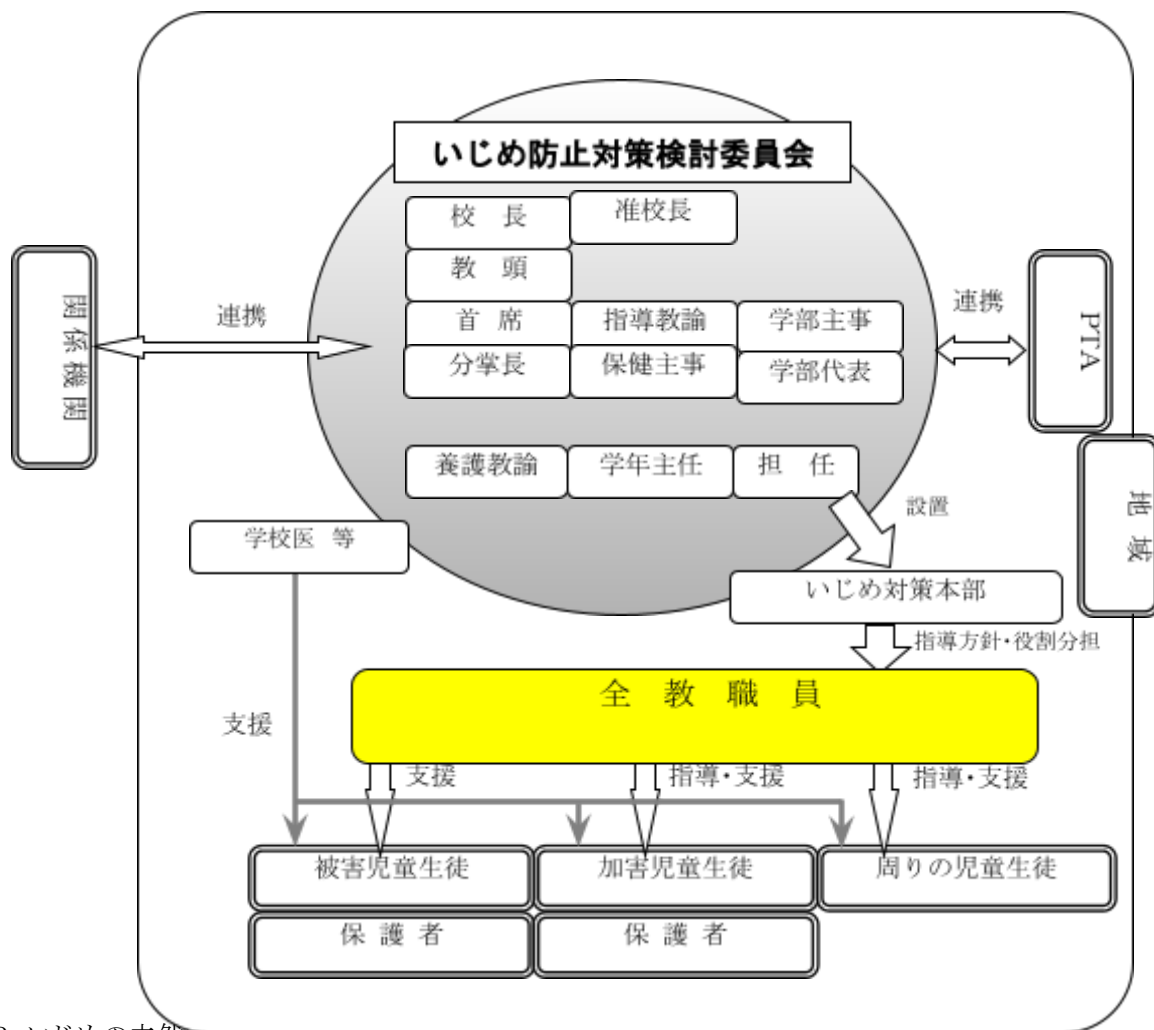 いじめ防止対策検討委員会
校 長
准校長
教 頭
首 席
指導教諭
学部主事
分掌長
保健主事
学部代表
養護教諭
学年主任
担 任
関係機関
連携
連携
PTA
地 域
設置
学校医 等
いじめ対策本部
指導方針・役割分担
全 教 職 員
支援
支援
指導・支援
指導・支援
被害児童生徒
加害児童生徒
周りの児童生徒
保 護 者
保 護 者